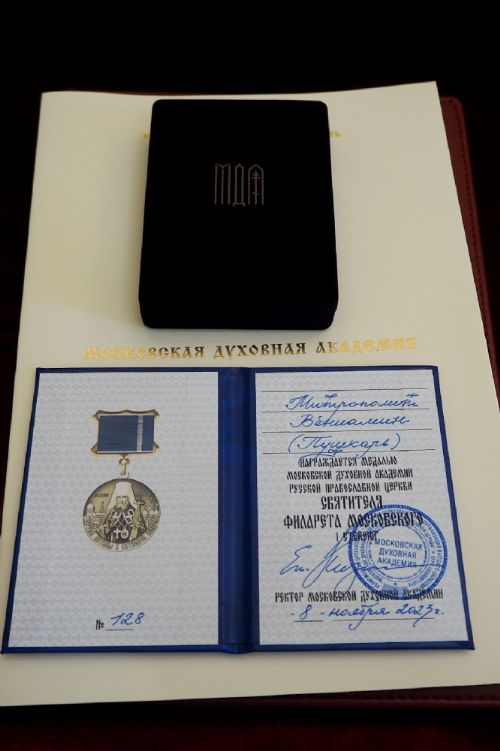 МДА
МОСКОВСКАЯ ДУХОВНАЯ АКАДЕМИЯ
№ 128
Митрополит
Вениамин
(Пушкарь)
НАГРАЖДАЕТСЯ МЕДАЛЬЮ
МОСКОВСКОЙ ДУХОВНОЙ АКАДЕМИИ
РУССКОЙ ПРАВОСЛАВНОЙ ЦЕРКВИ
СВЯТИТЕЛЯ
ФИЛАРЕТА МОСКОВСКОГО
I СТЕПЕНИ
МОСКОВСКАЯ
ДУХОВНАЯ
АКАДЕМИЯ
РЕКТОР МОСКОВСКОЙ ДУХОВНОЙ АКАДЕМИИ
- 8 - ноября 2023г.